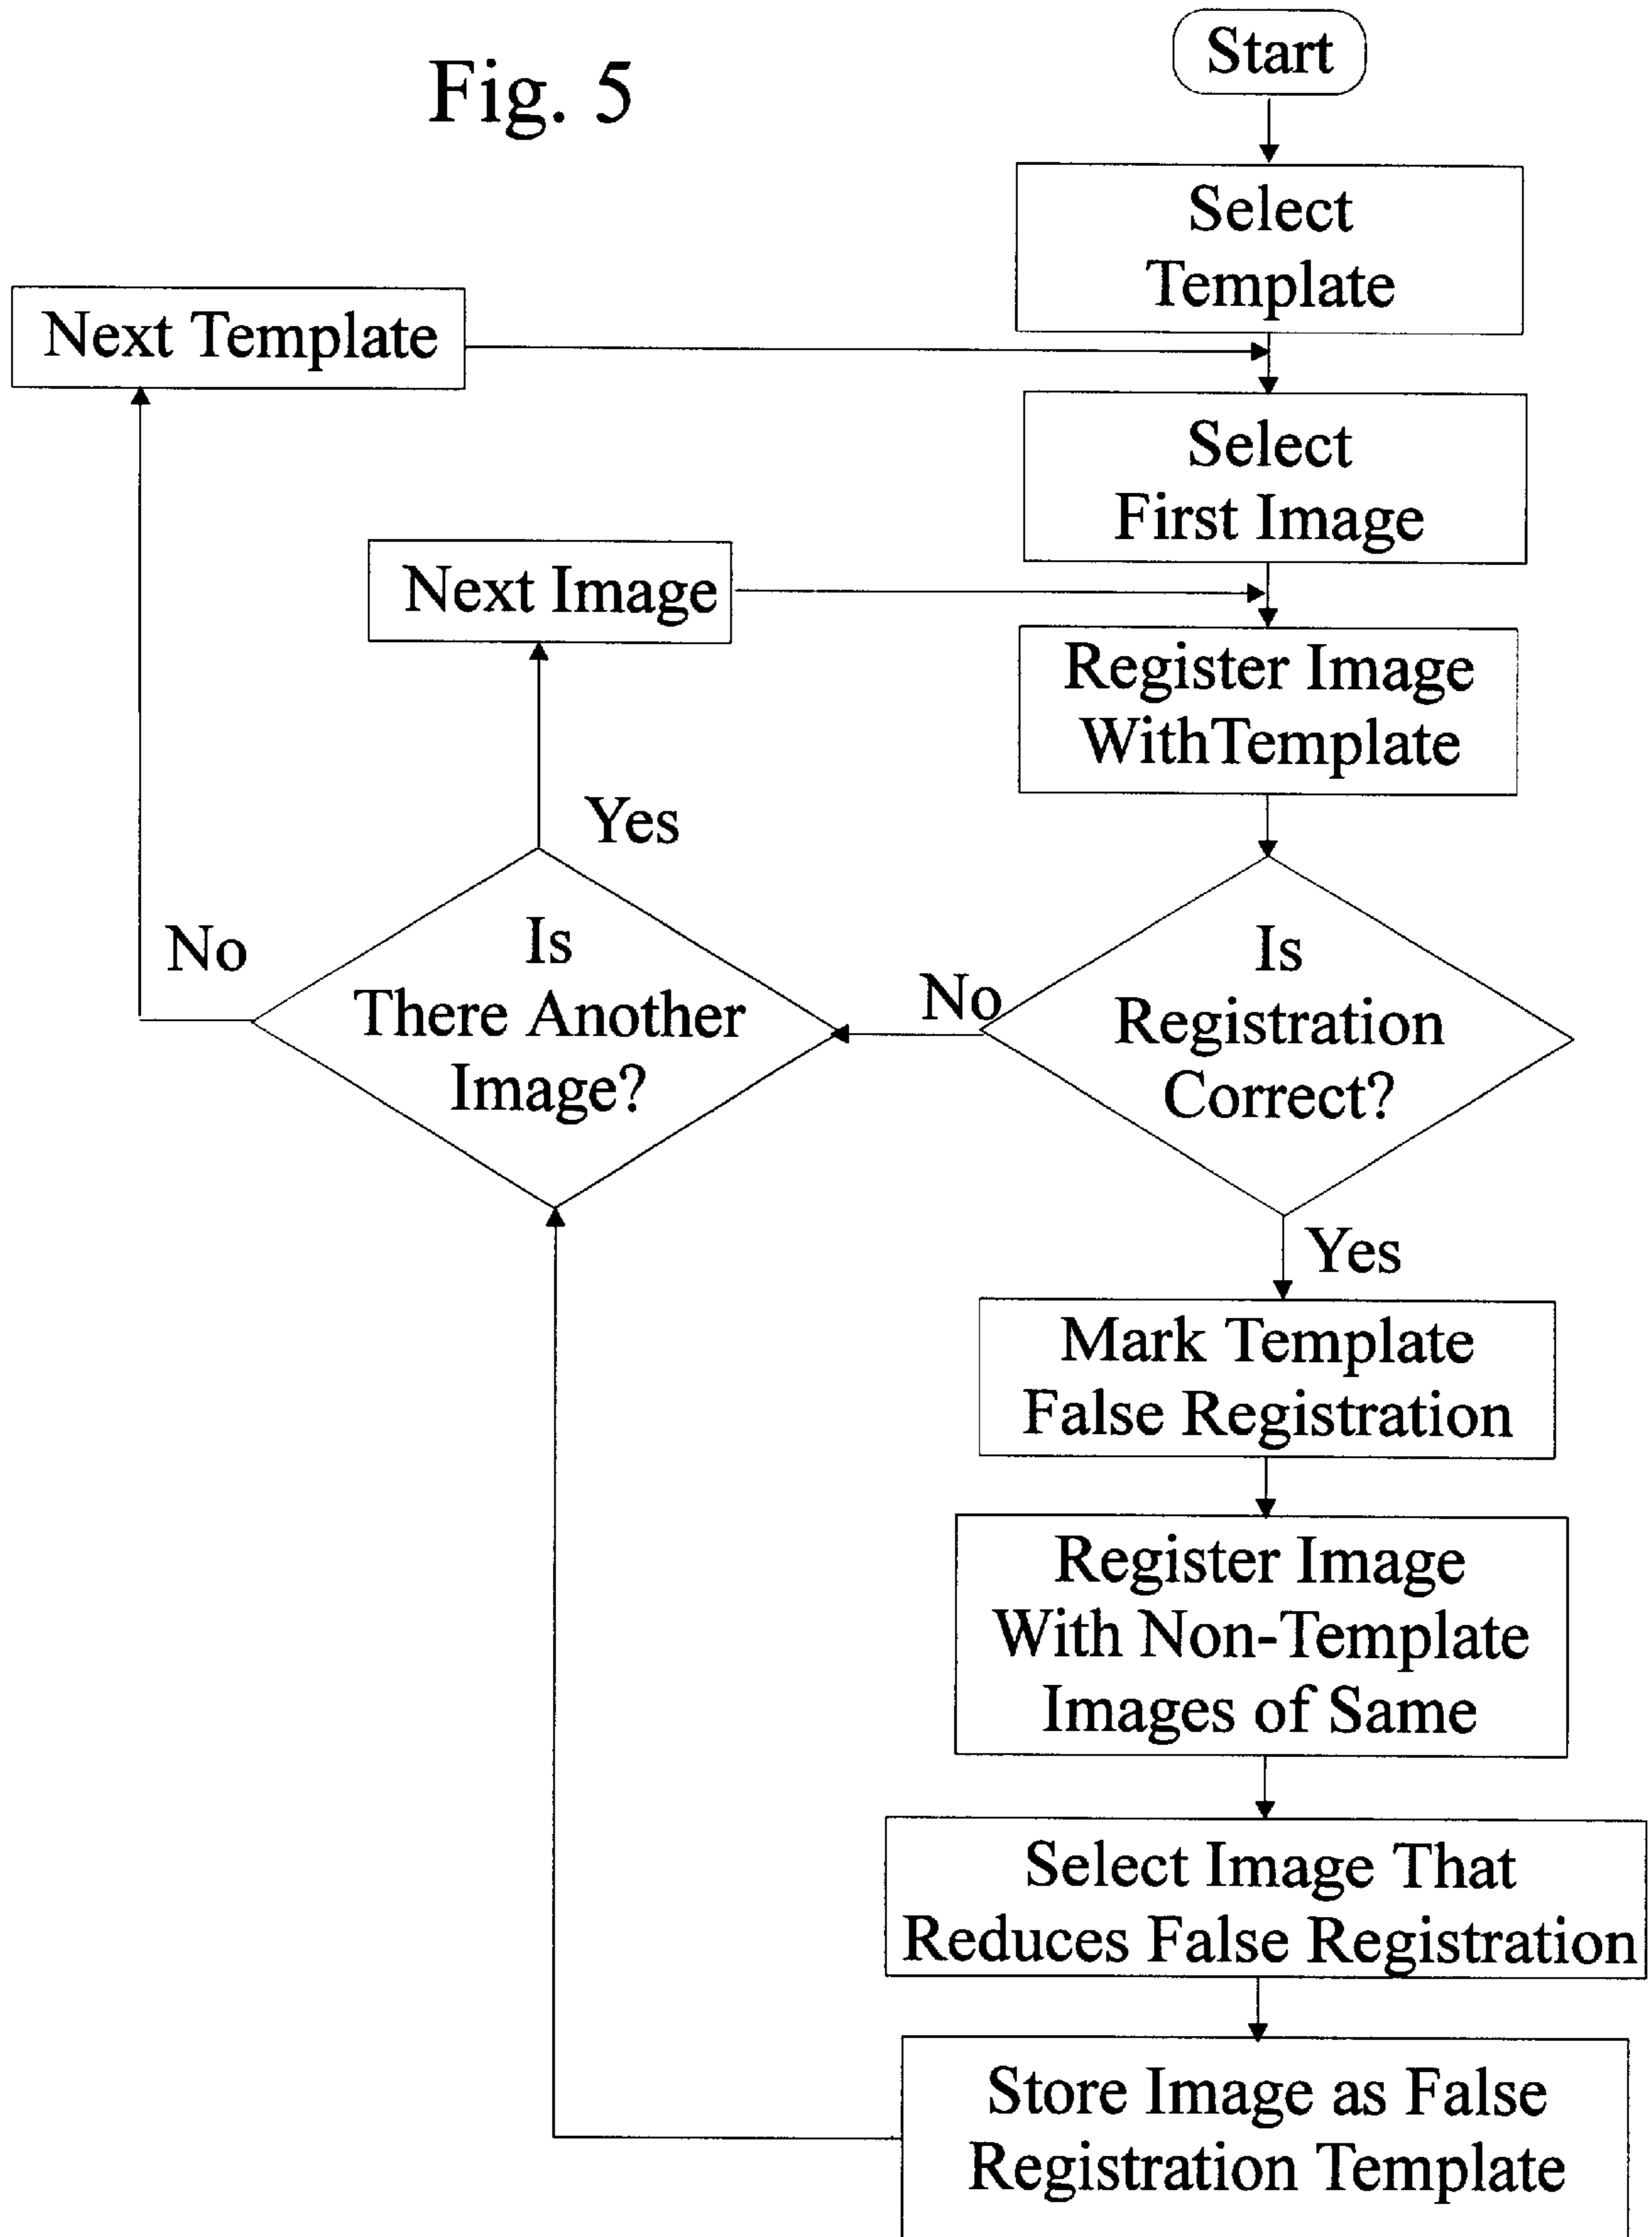 Fig. 5
Start
Select
Template
Next Template
Select
First Image
Next Image
Register Image
WithTemplate
Yes
No
Is
There Another
Image?
No
Is
Registration
Correct?
Yes
Mark Template
False Registration
Register Image
With Non-Template
Images of Same
Select Image That
Reduces False Registration
Store Image as False
Registration Template